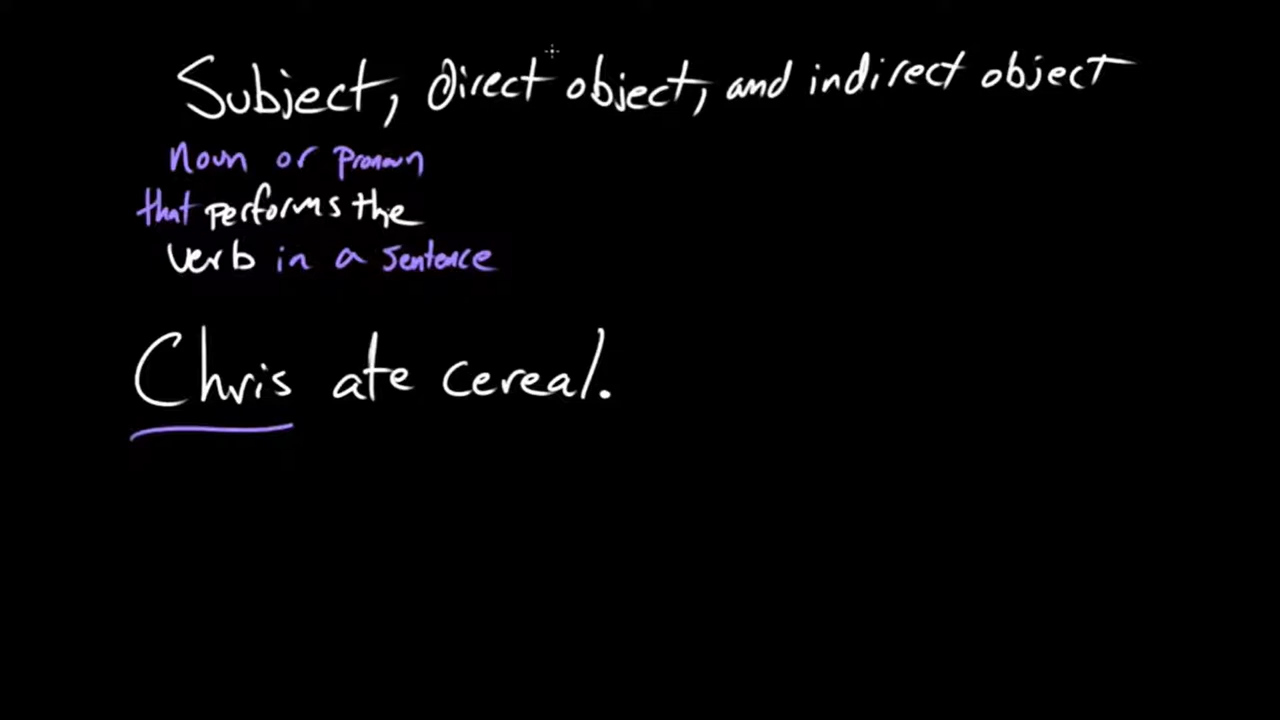 Subject, direct object, and indirect object
noun or pronoun
that performs the
verb in a sentence
Chris ate cereal.